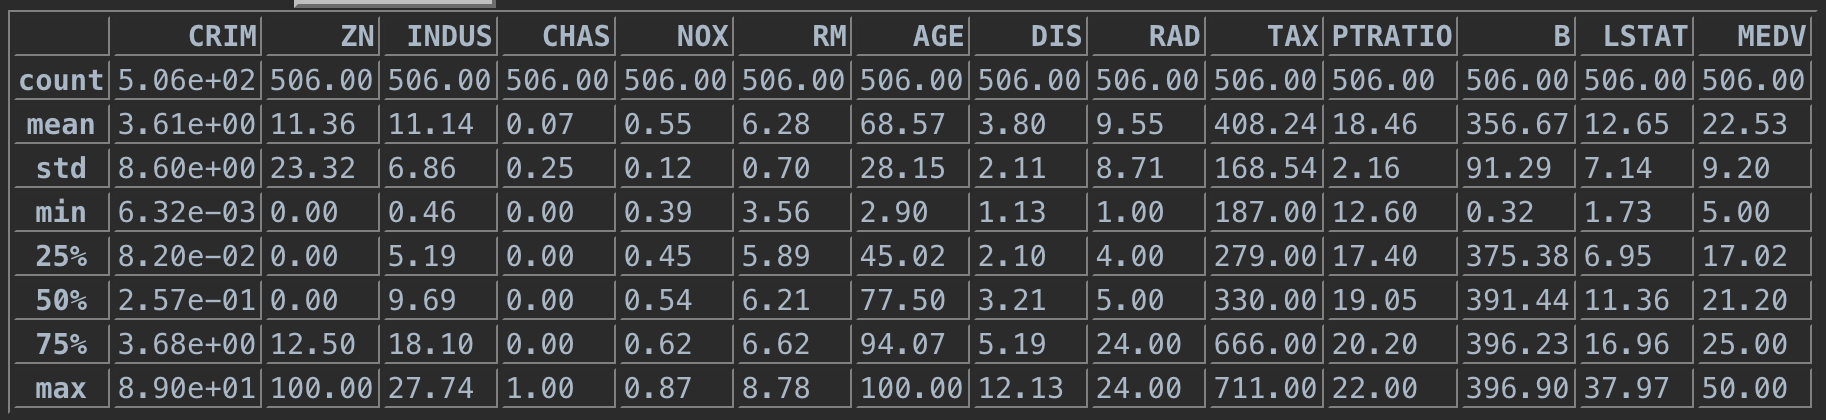 CRIM ZN INDUS CHAS NOX RM AGE DIS RAD TAX PTRATIO B LSTAT MEDV
count 5.06e+02 506.00 506.00 506.00 506.00 506.00 506.00 506.00 506.00 506.00 506.00 506.00 506.00 506.00
mean 3.61e+00 11.36 11.14 0.07 0.55 6.28 68.57 3.80 9.55 408.24 18.46 356.67 12.65 22.53
std 8.60e+00 23.32 6.86 0.25 0.12 0.70 28.15 2.11 8.71 168.54 2.16 91.29 7.14 9.20
min 6.32e−03 0.00 0.46 0.00 0.39 3.56 2.90 1.13 1.00 187.00 12.60 0.32 1.73 5.00
25% 8.20e−02 0.00 5.19 0.00 0.45 5.89 45.02 2.10 4.00 279.00 17.40 375.38 6.95 17.02
50% 2.57e−01 0.00 9.69 0.00 0.54 6.21 77.50 3.21 5.00 330.00 19.05 391.44 11.36 21.20
75% 3.68e+00 12.50 18.10 0.00 0.62 6.62 94.07 5.19 24.00 666.00 20.20 396.23 16.96 25.00
max 8.90e+01 100.00 27.74 1.00 0.87 8.78 100.00 12.13 24.00 711.00 22.00 396.90 37.97 50.00